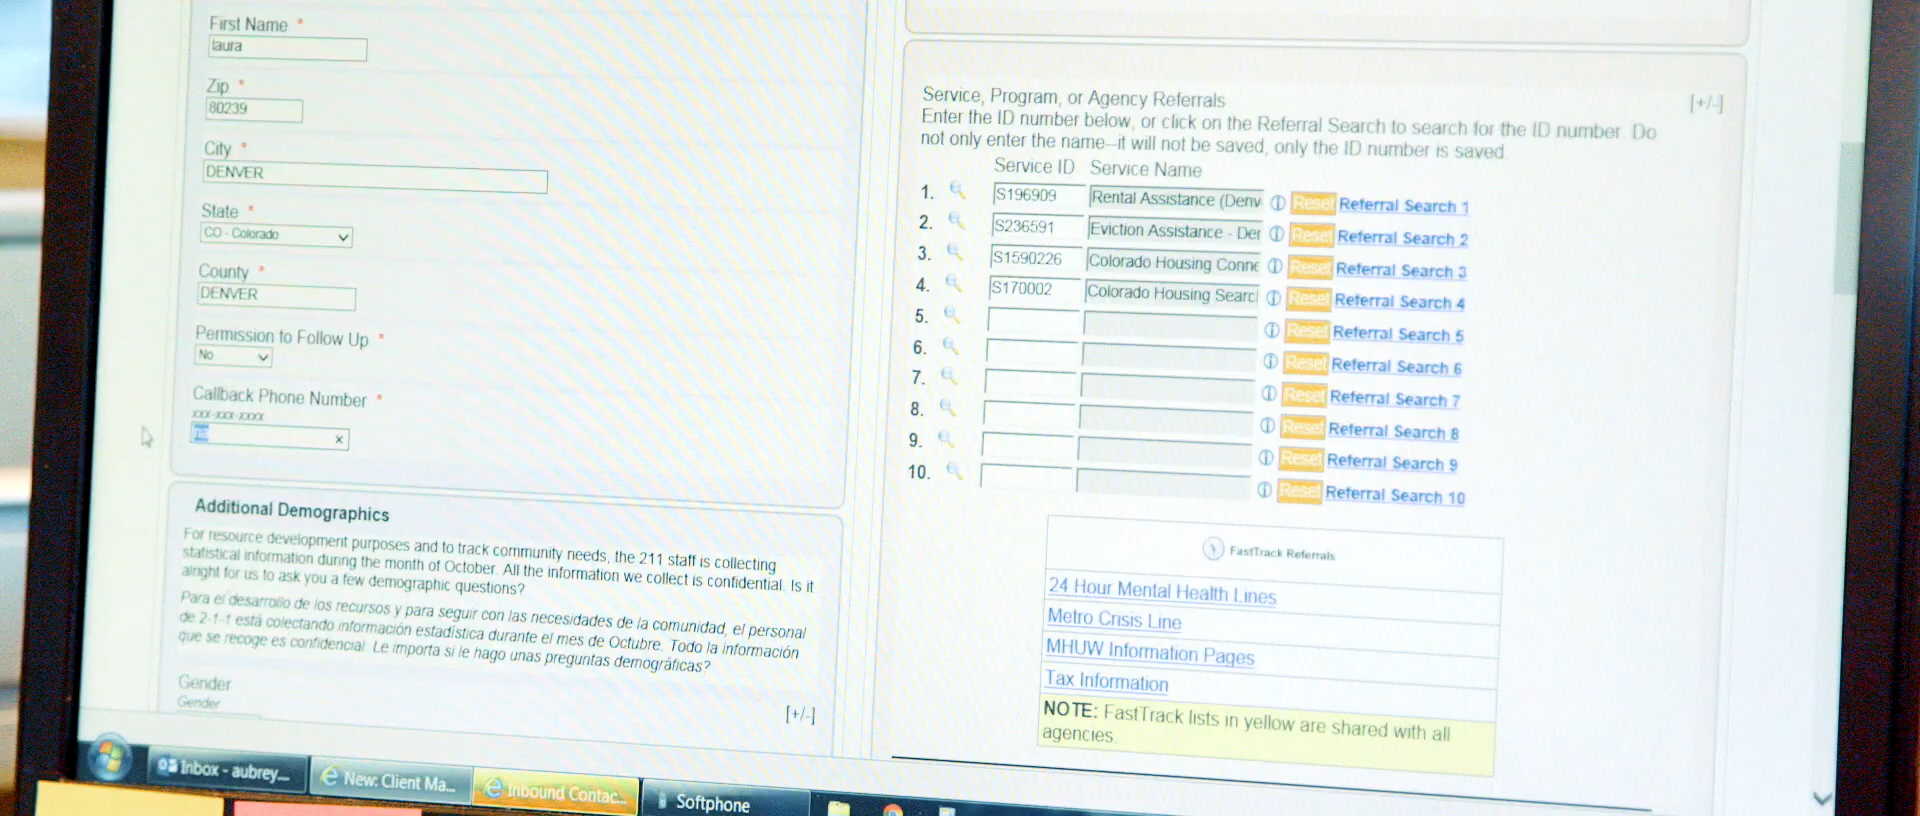 First Name *
laura
Zip *
80239
City *
DENVER
State *
CO - Colorado
County *
DENVER
Permission to Follow Up *
No
Callback Phone Number *
xxx-xxx-xxxx
x
Additional Demographics
For resource development purposes and to track community needs, the 211 staff is collecting
statistical information during the month of October. All the information we collect is confidential. Is it
alright for us to ask you a few demographic questions?
Para el desarrollo de los recursos y para seguir con las necesidades de la comunidad, el personal
de 2-1-1 está colectando información estadística durante el mes de Octubre. Todo la información
que se recoge es confidencial. Le importa si le hago unas preguntas demográficas?
Gender
Gender
[+/-]
Service, Program, or Agency Referrals
[+/-]
Enter the ID number below, or click on the Referral Search to search for the ID number. Do
not only enter the name--it will not be saved, only the ID number is saved.
Service ID Service Name
1. S196909 Rental Assistance (Denv Reset Referral Search 1
2. S236591 Eviction Assistance - Der Reset Referral Search 2
3. S1590226 Colorado Housing Conne Reset Referral Search 3
4. S170002 Colorado Housing Searc Reset Referral Search 4
5. Reset Referral Search 5
6. Reset Referral Search 6
7. Reset Referral Search 7
8. Reset Referral Search 8
9. Reset Referral Search 9
10. Reset Referral Search 10
FastTrack Referrals
24 Hour Mental Health Lines
Metro Crisis Line
MHUW Information Pages
Tax Information
NOTE: FastTrack lists in yellow are shared with all
agencies.
Inbox - aubrey....
New: Client Ma...
Inbound Contac...
Softphone